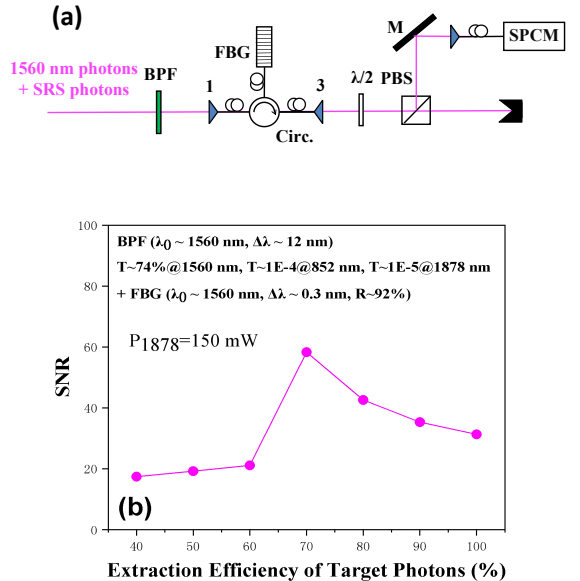 (a)
M
SPCM
FBG
1560 nm photons
+ SRS photons
BPF
1
3
λ/2
PBS
Circ.
100
80
60
40
20
0
SNR
BPF (λ0 ~ 1560 nm, Δλ ~ 12 nm)
T~74%@1560 nm, T~1E-4@852 nm, T~1E-5@1878 nm
+ FBG (λ0 ~ 1560 nm, Δλ ~ 0.3 nm, R~92%)
P1878=150 mW
(b)
40 50 60 70 80 90 100
Extraction Efficiency of Target Photons (%)